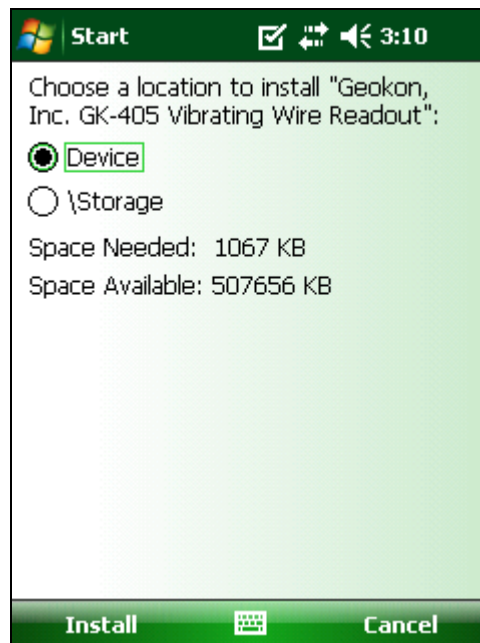 Start 3:10
Choose a location to install "Geokon,
Inc. GK-405 Vibrating Wire Readout":
Device
\Storage
Space Needed: 1067 KB
Space Available: 507656 KB
Install Cancel